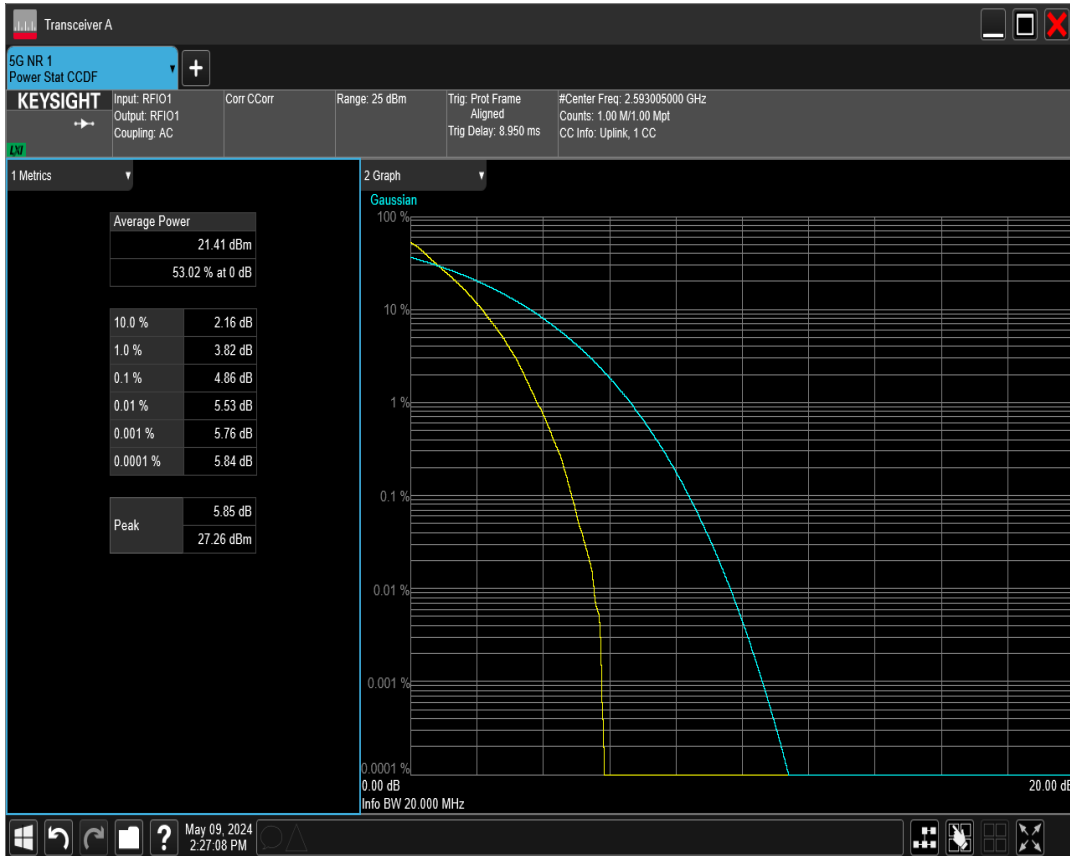 Transceiver A
5G NR 1
Power Stat CCDF
KEYSIGHT
LXI
Input: RFIO1
Output: RFIO1
Coupling: AC
Corr CCorr
Range: 25 dBm
Trig: Prot Frame
Aligned
Trig Delay: 8.950 ms
#Center Freq: 2.593005000 GHz
Counts: 1.00 M/1.00 Mpt
CC Info: Uplink, 1 CC
1 Metrics
Average Power
21.41 dBm
53.02 % at 0 dB
10.0 % 2.16 dB
1.0 % 3.82 dB
0.1 % 4.86 dB
0.01 % 5.53 dB
0.001 % 5.76 dB
0.0001 % 5.84 dB
Peak 5.85 dB
27.26 dBm
2 Graph
Gaussian
100 %
10 %
1 %
0.1 %
0.01 %
0.001 %
0.0001 %
0.00 dB 20.00 dB
Info BW 20.000 MHz
May 09, 2024
2:27:08 PM